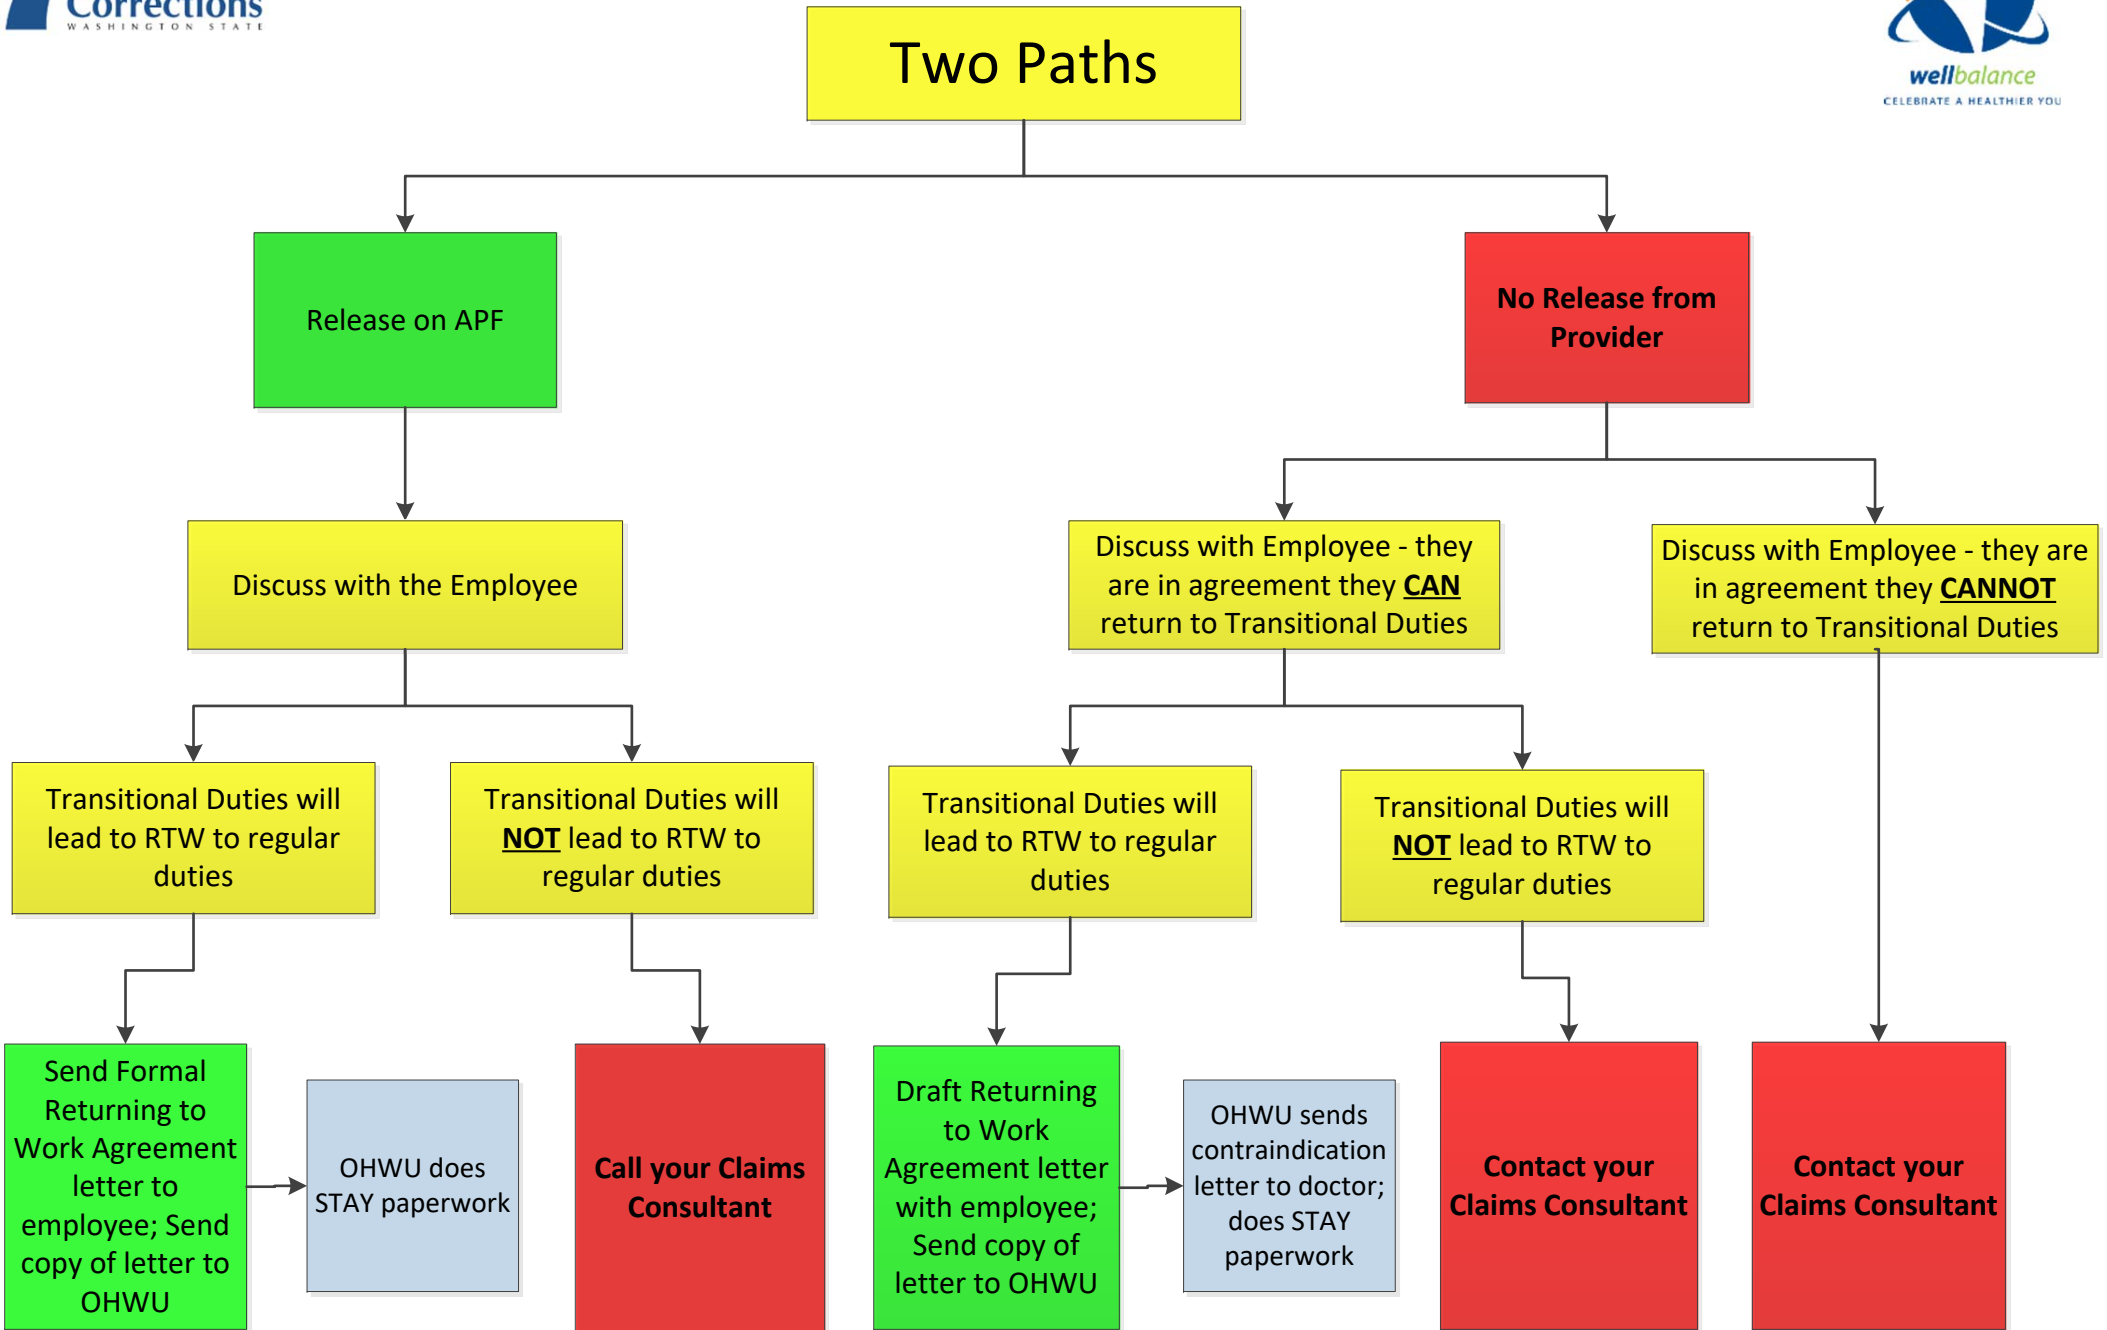 Corrections
WASHINGTON STATE
Two Paths
wellbalance
CELEBRATE A HEALTHIER YOU
Release on APF
No Release from
Provider
Discuss with the Employee
Discuss with Employee - they
are in agreement they CAN
return to Transitional Duties
Discuss with Employee - they are
in agreement they CANNOT
return to Transitional Duties
Transitional Duties will
lead to RTW to regular
duties
Transitional Duties will
NOT lead to RTW to
regular duties
Transitional Duties will
lead to RTW to regular
duties
Transitional Duties will
NOT lead to RTW to
regular duties
Send Formal
Returning to
Work Agreement
letter to
employee; Send
copy of letter to
OHWU
OHWU does
STAY paperwork
Call your Claims
Consultant
Draft Returning
to Work
Agreement letter
with employee;
Send copy of
letter to OHWU
OHWU sends
contraindication
letter to doctor;
does STAY
paperwork
Contact your
Claims Consultant
Contact your
Claims Consultant